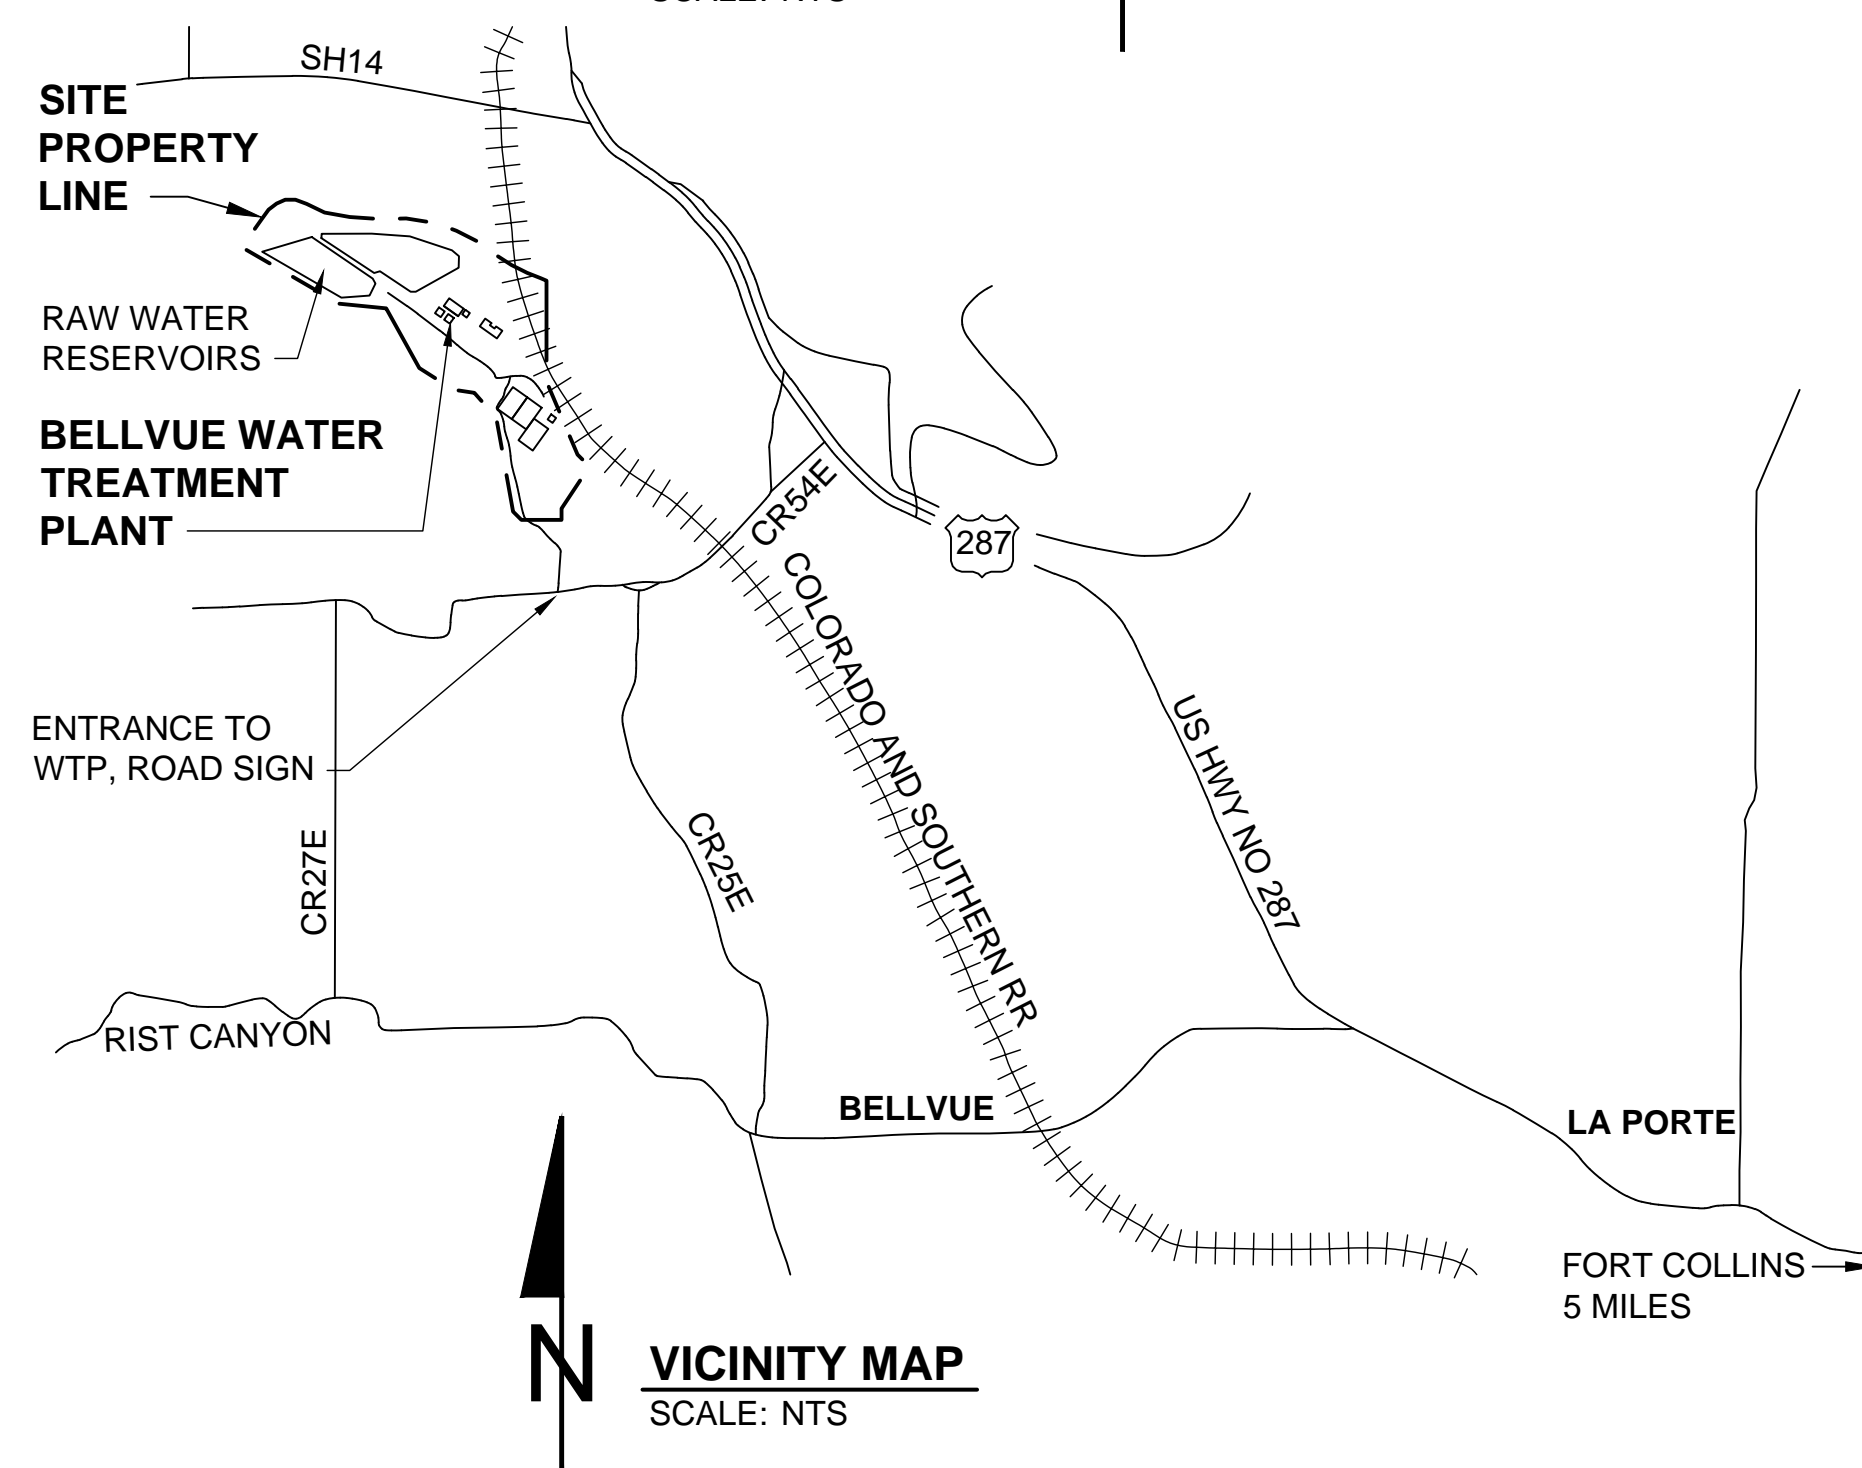 SH14
SITE
PROPERTY
LINE
RAW WATER
RESERVOIRS
BELLVUE WATER
TREATMENT
PLANT
CR54E
287
COLORADO AND SOUTHERN RR
US HWY NO 287
ENTRANCE TO
WTP, ROAD SIGN
CR27E
CR25E
RIST CANYON
BELLVUE
LA PORTE
FORT COLLINS
5 MILES
N
VICINITY MAP
SCALE: NTS